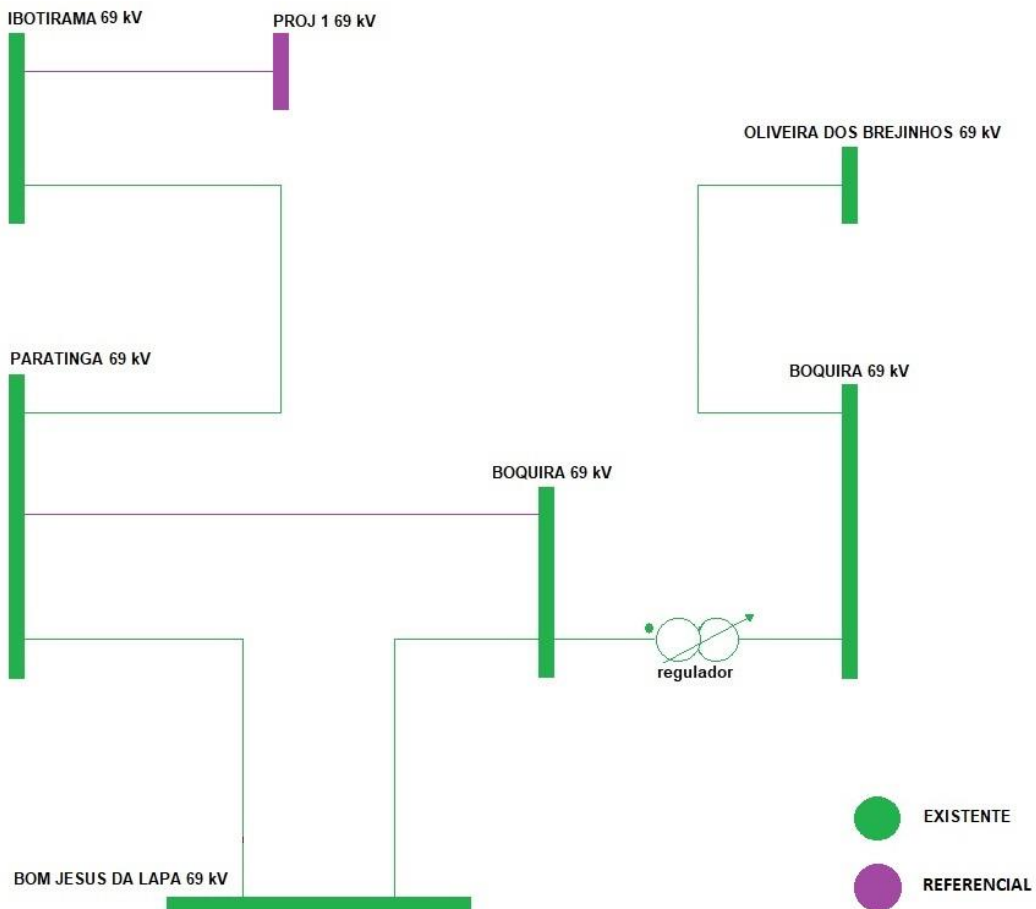 IBOTIRAMA 69 kV
PROJ 1 69 kV
OLIVEIRA DOS BREJINHOS 69 kV
PARATINGA 69 kV
BOQUIRA 69 kV
BOQUIRA 69 kV
regulador
EXISTENTE
BOM JESUS DA LAPA 69 kV
REFERENCIAL